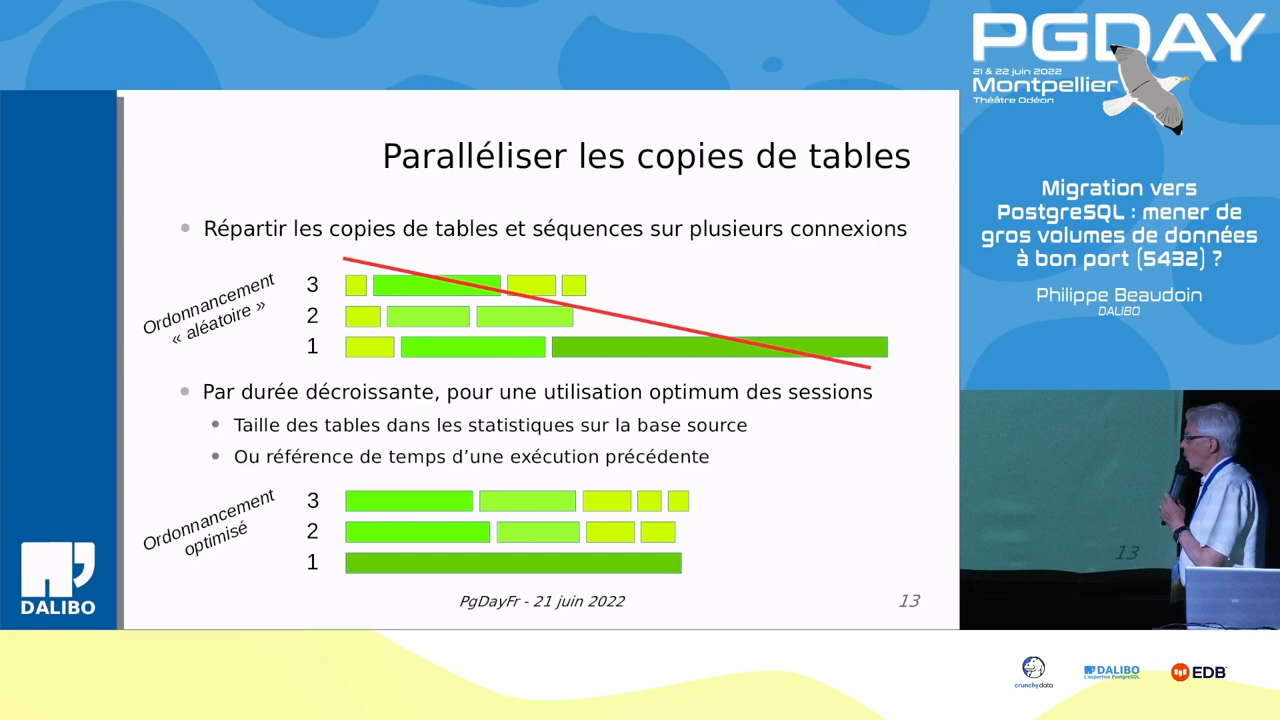 PGDAY
21 & 22 juin 2022
Montpellier
Théâtre Odéon
Paralléliser les copies de tables
Répartir les copies de tables et séquences sur plusieurs connexions
Ordonnancement
« aléatoire »
3
2
1
Par durée décroissante, pour une utilisation optimum des sessions
Taille des tables dans les statistiques sur la base source
Ou référence de temps d’une exécution précédente
Ordonnancement
optimisé
3
2
1
DALIBO
PgDayFr - 21 juin 2022
13
Migration vers
PostgreSQL : mener de
gros volumes de données
à bon port (5432) ?
Philippe Beaudoin
DALIBO
13
crunchydata
DALIBO
L'expertise PostgreSQL
EDB